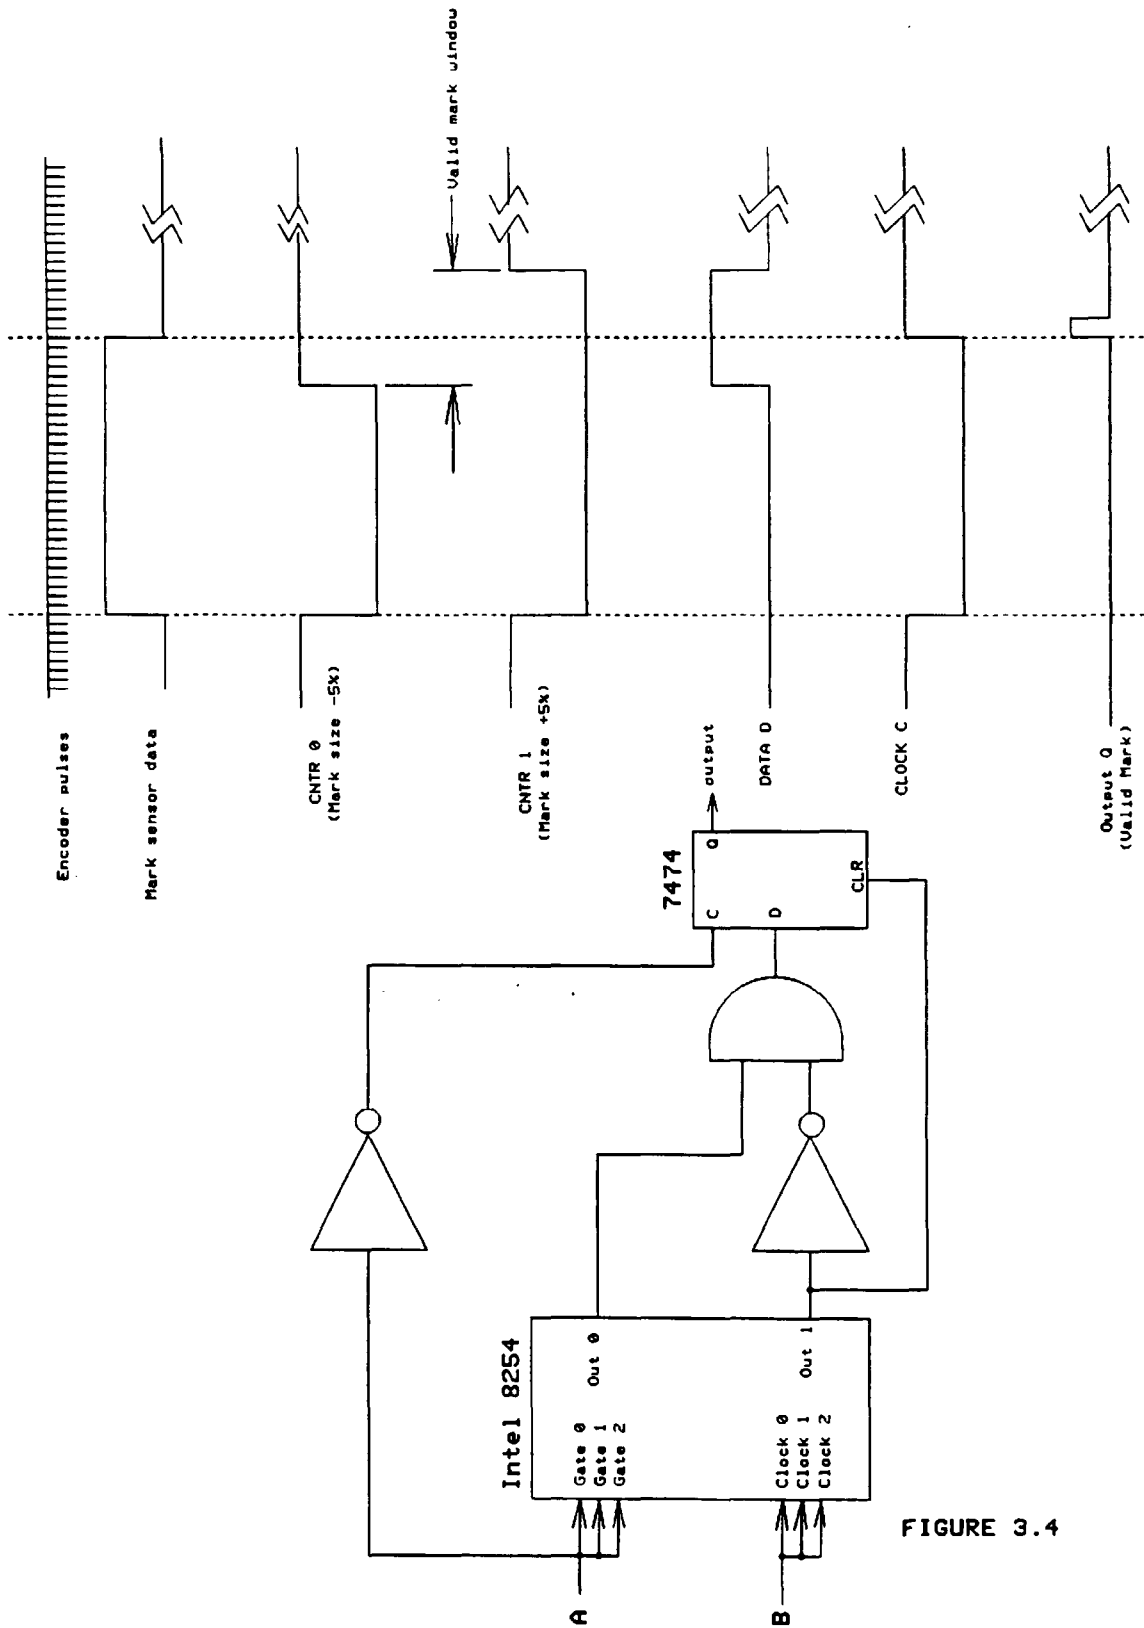 Encoder pulses
Mark sensor data
CNTR 0
(Mark size -5%)
Valid mark window
CNTR 1
(Mark size +5%)
DATA D
CLOCK C
Output Q
(Valid Mark)
Intel 8254
Gate 0
Gate 1
Gate 2
Out 0
Clock 0
Clock 1
Clock 2
Out 1
A
B
7474
C
Q
D
CLR
output
FIGURE 3.4